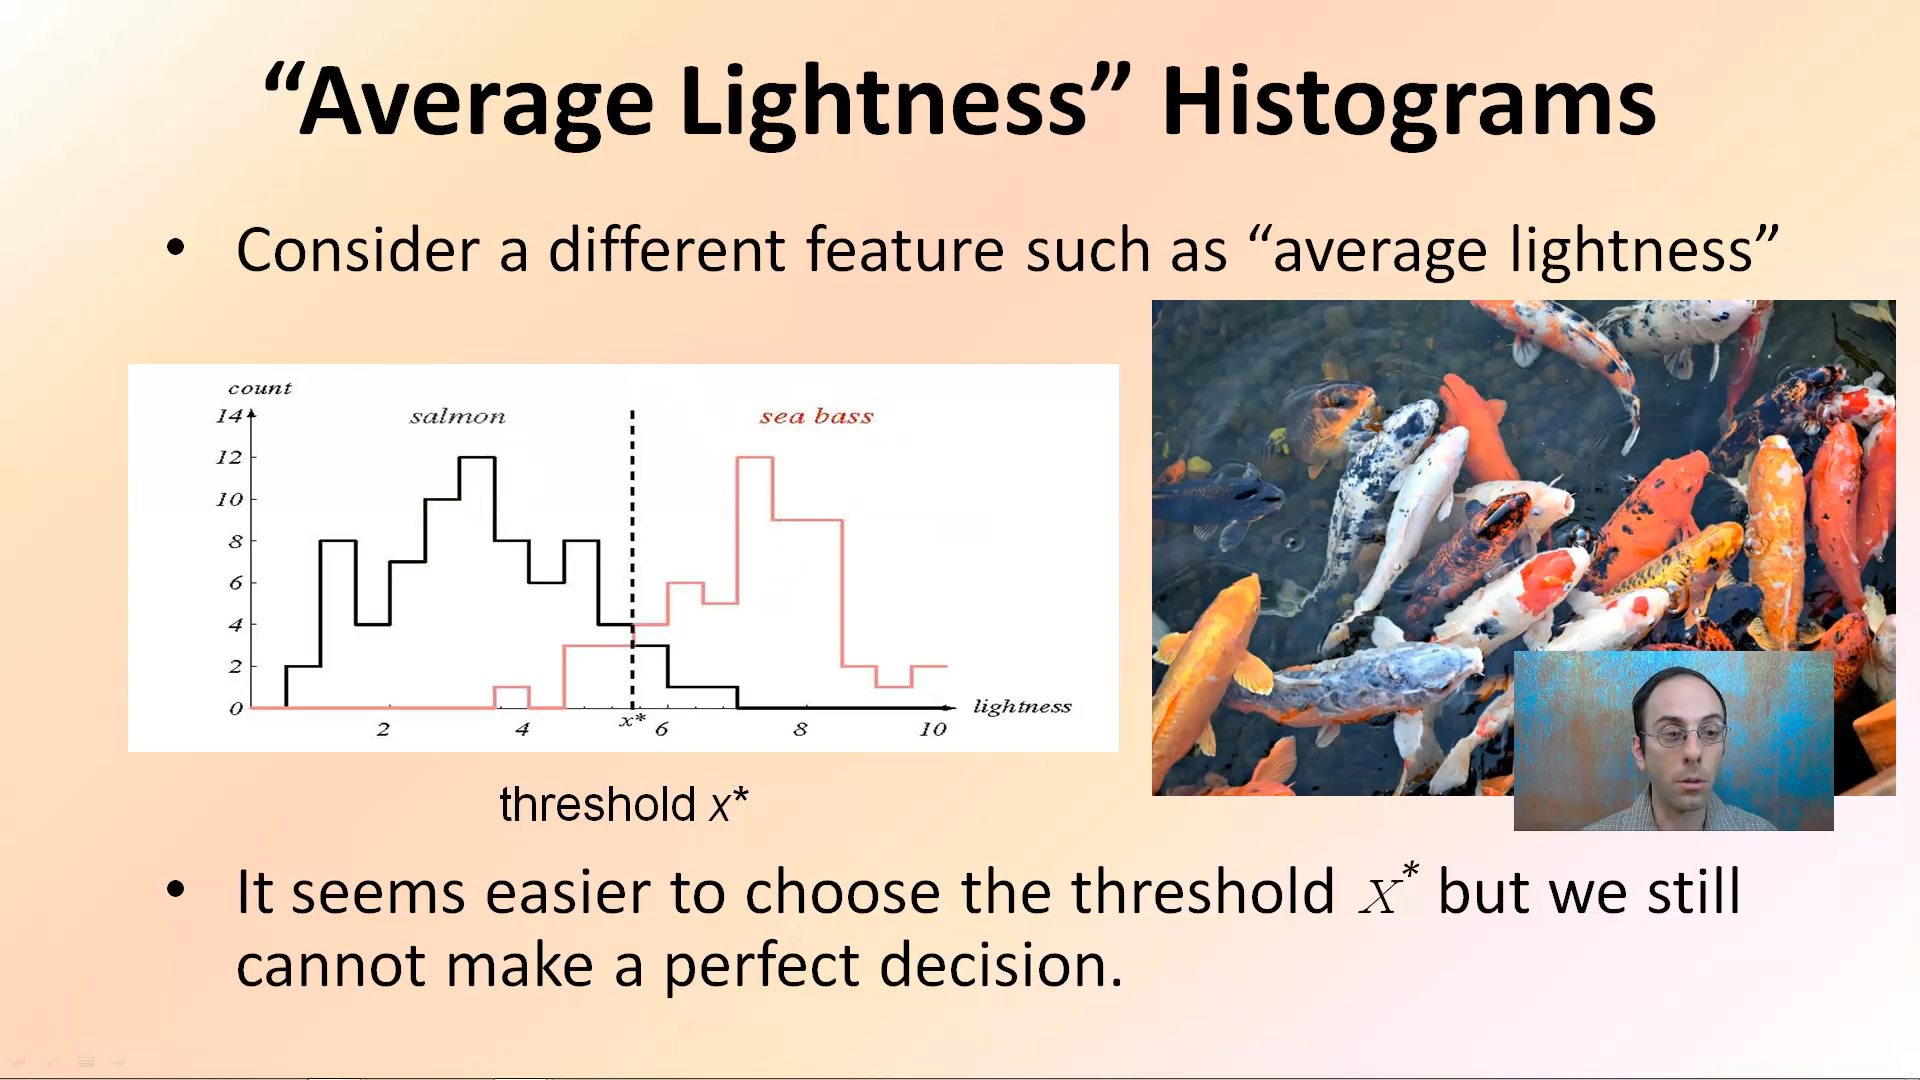 “Average Lightness” Histograms
• Consider a different feature such as “average lightness”
count
salmon
sea bass
14
12
10
8
6
4
2
0
2 4 x* 6 8 10
lightness
threshold x*
• It seems easier to choose the threshold x* but we still
cannot make a perfect decision.